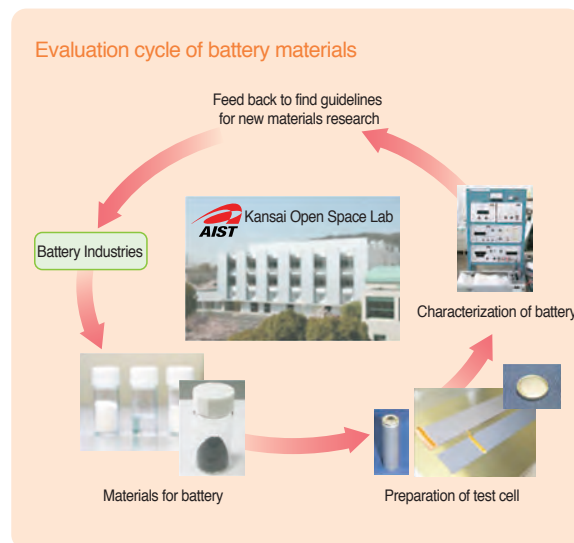 Evaluation cycle of battery materials
Feed back to find guidelines
for new materials research
AIST
Kansai Open Space Lab
Battery Industries
Characterization of battery
Materials for battery
Preparation of test cell